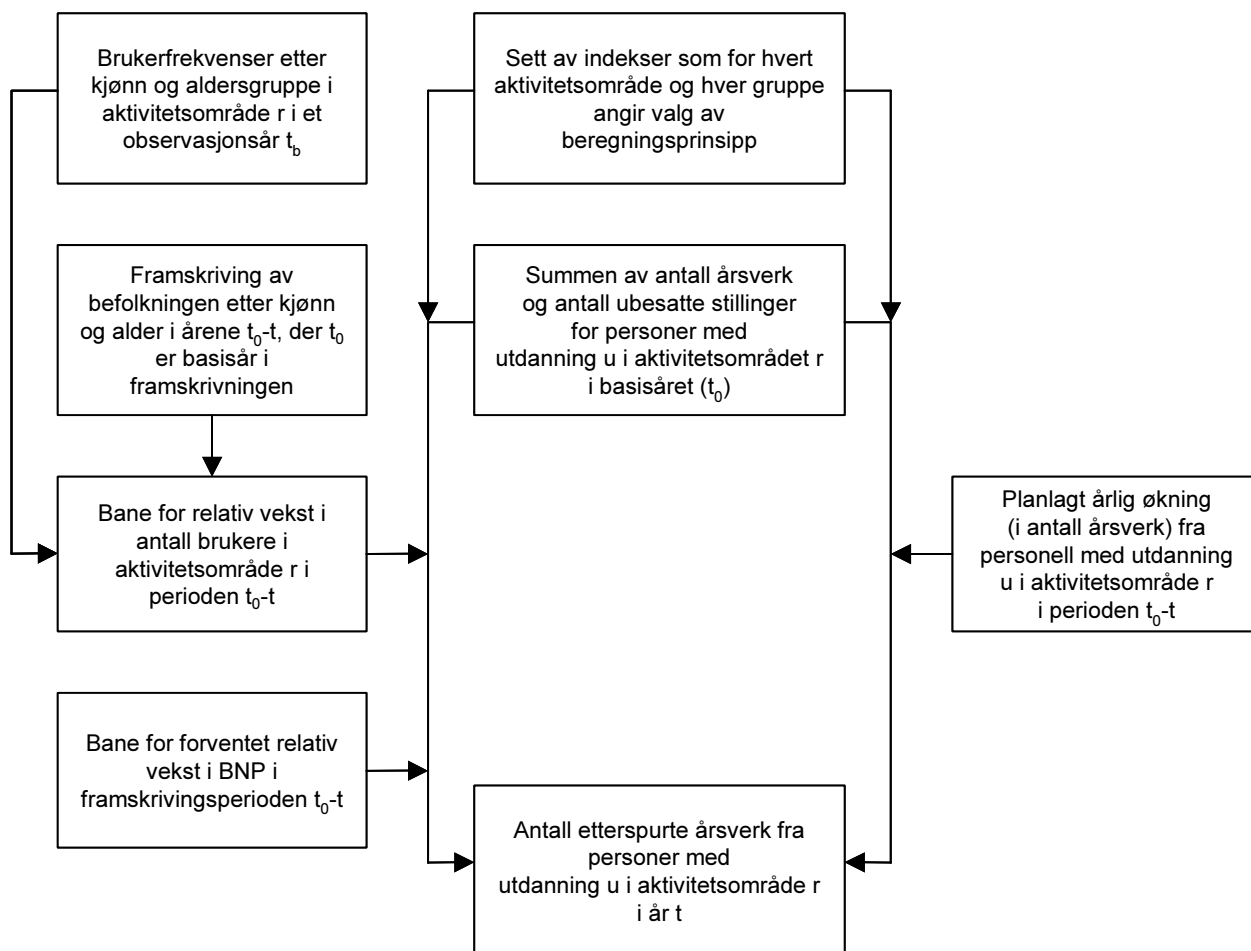 Brukerfrekvenser etter
kjønn og aldersgruppe i
aktivitetsområde r i et
observasjonsår t_b
Sett av indekser som for hvert
aktivitetsområde og hver gruppe
angir valg av
beregningsprinsipp
Framskriving av
befolkningen etter kjønn
og alder i årene t_0-t, der t_0
er basisår i
framskrivningen
Summen av antall årsverk
og antall ubesatte stillinger
for personer med
utdanning u i aktivitetsområdet r
i basisåret (t_0)
Bane for relativ vekst i
antall brukere i
aktivitetsområde r i
perioden t_0-t
Planlagt årlig økning
(i antall årsverk) fra
personell med utdanning
u i aktivitetsområde r
i perioden t_0-t
Bane for forventet relativ
vekst i BNP i
framskrivingsperioden t_0-t
Antall etterspurte årsverk fra
personer med
utdanning u i aktivitetsområde r
i år t